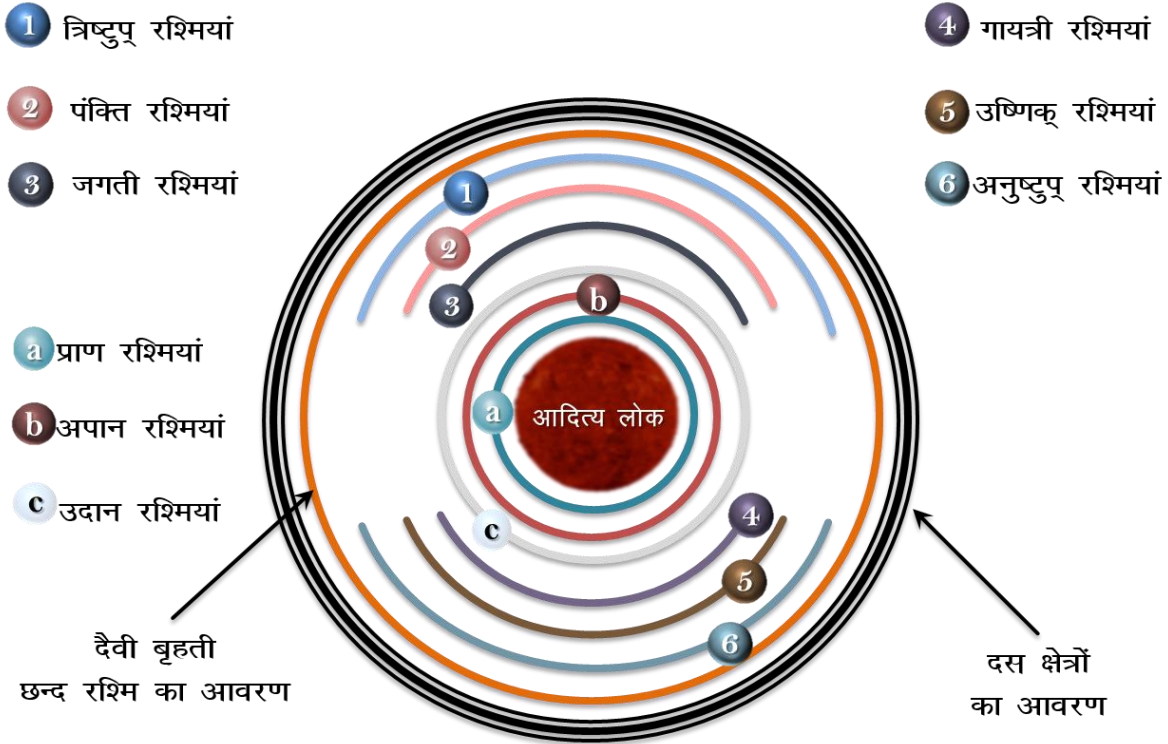 1 त्रिष्टुप् रश्मियां
2 पंक्ति रश्मियां
3 जगती रश्मियां
4 गायत्री रश्मियां
5 उष्णिक् रश्मियां
6 अनुष्टुप् रश्मियां
a प्राण रश्मियां
b अपान रश्मियां
c उदान रश्मियां
1
2
3
b
a
आदित्य लोक
c
4
5
6
दैवी बृहती
छन्द रश्मि का आवरण
दस क्षेत्रों
का आवरण